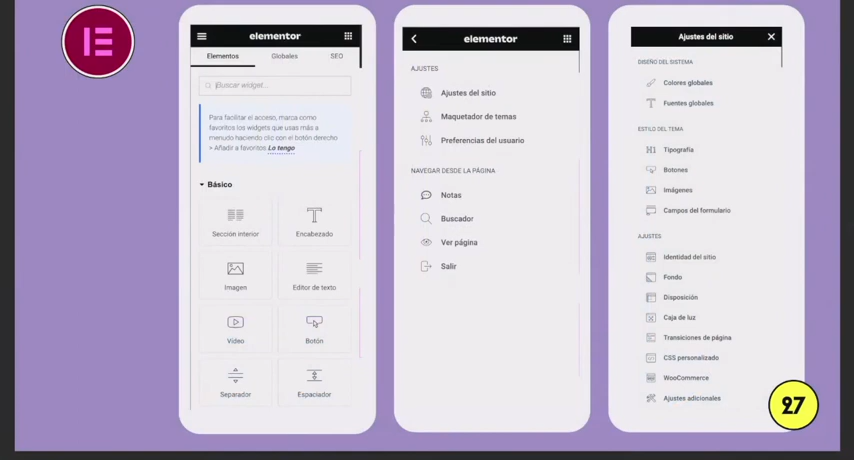 elementor
Elementos Globales SEO
Buscar widget...
Para facilitar el acceso, marca como
favoritos los widgets que usas más a
menudo haciendo clic con el botón derecho
> Añadir a favoritos Lo tengo
Básico
Sección interior Encabezado
Imagen Editor de texto
Vídeo Botón
Separador Espaciador
elementor
AJUSTES
Ajustes del sitio
Maquetador de temas
Preferencias del usuario
NAVEGAR DESDE LA PÁGINA
Notas
Buscador
Ver página
Salir
Ajustes del sitio
DISEÑO DEL SISTEMA
Colores globales
Fuentes globales
ESTILO DEL TEMA
H1 Tipografía
Botones
Imágenes
Campos del formulario
AJUSTES
Identidad del sitio
Fondo
Disposición
Caja de luz
Transiciones de página
CSS personalizado
WooCommerce
Ajustes adicionales
27